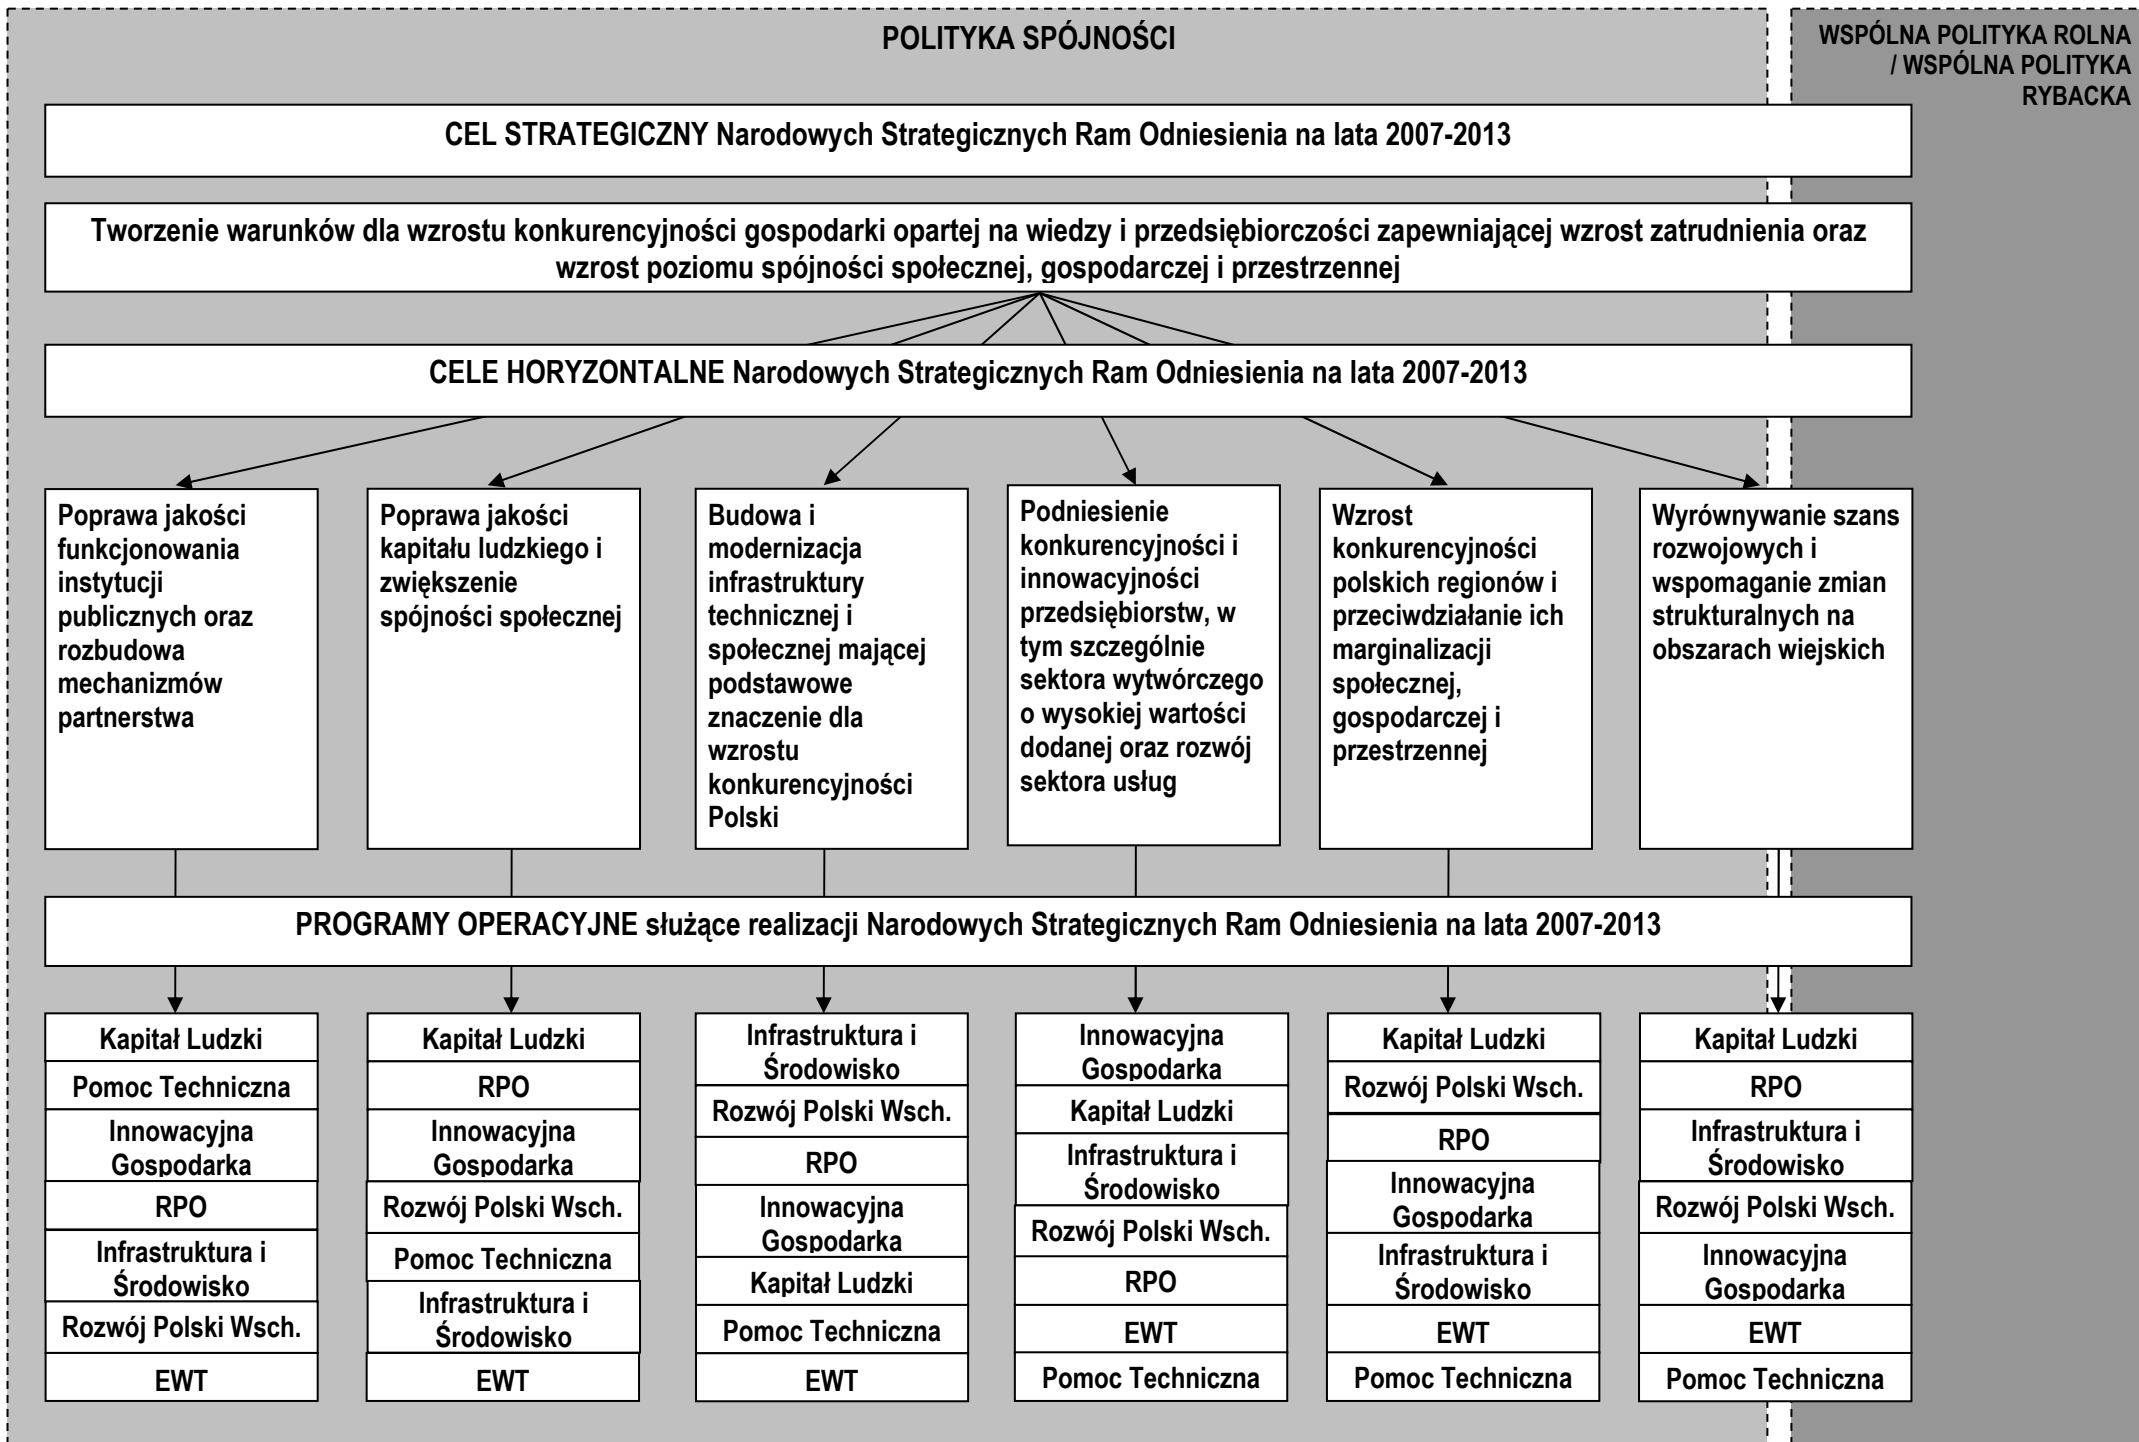 POLITYKA SPÓJNOŚCI
WSPÓLNA POLITYKA ROLNA
/ WSPÓLNA POLITYKA
RYBACKA
CEL STRATEGICZNY Narodowych Strategicznych Ram Odniesienia na lata 2007-2013
Tworzenie warunków dla wzrostu konkurencyjności gospodarki opartej na wiedzy i przedsiębiorczości zapewniającej wzrost zatrudnienia oraz
wzrost poziomu spójności społecznej, gospodarczej i przestrzennej
CELE HORYZONTALNE Narodowych Strategicznych Ram Odniesienia na lata 2007-2013
Poprawa jakości
funkcjonowania
instytucji
publicznych oraz
rozbudowa
mechanizmów
partnerstwa
Poprawa jakości
kapitału ludzkiego i
zwiększenie
spójności społecznej
Budowa i
modernizacja
infrastruktury
technicznej i
społecznej mającej
podstawowe
znaczenie dla
wzrostu
konkurencyjności
Polski
Podniesienie
konkurencyjności i
innowacyjności
przedsiębiorstw, w
tym szczególnie
sektora wytwórczego
o wysokiej wartości
dodanej oraz rozwój
sektora usług
Wzrost
konkurencyjności
polskich regionów i
przeciwdziałanie ich
marginalizacji
społecznej,
gospodarczej i
przestrzennej
Wyrównywanie szans
rozwojowych i
wspomaganie zmian
strukturalnych na
obszarach wiejskich
PROGRAMY OPERACYJNE służące realizacji Narodowych Strategicznych Ram Odniesienia na lata 2007-2013
Kapitał Ludzki
Pomoc Techniczna
Innowacyjna
Gospodarka
RPO
Infrastruktura i
Środowisko
Rozwój Polski Wsch.
EWT
Kapitał Ludzki
RPO
Innowacyjna
Gospodarka
Rozwój Polski Wsch.
Pomoc Techniczna
Infrastruktura i
Środowisko
EWT
Infrastruktura i
Środowisko
Rozwój Polski Wsch.
RPO
Innowacyjna
Gospodarka
Kapitał Ludzki
Pomoc Techniczna
EWT
Innowacyjna
Gospodarka
Kapitał Ludzki
Infrastruktura i
Środowisko
Rozwój Polski Wsch.
RPO
EWT
Pomoc Techniczna
Kapitał Ludzki
Rozwój Polski Wsch.
RPO
Innowacyjna
Gospodarka
Infrastruktura i
Środowisko
EWT
Pomoc Techniczna
Kapitał Ludzki
RPO
Infrastruktura i
Środowisko
Rozwój Polski Wsch.
Innowacyjna
Gospodarka
EWT
Pomoc Techniczna